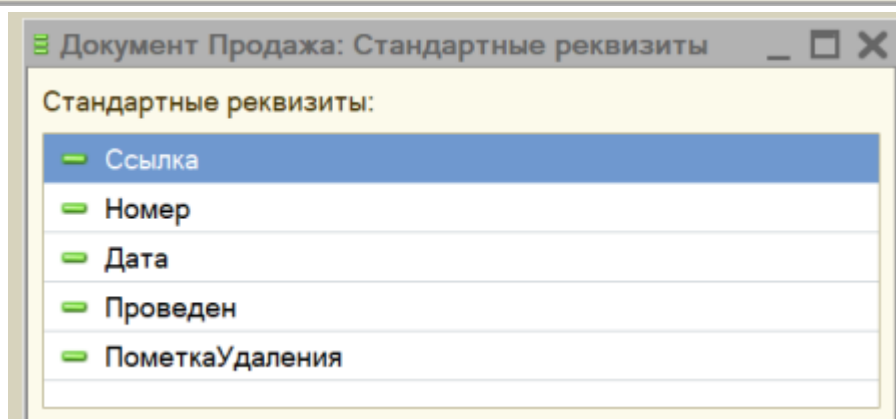 Документ Продажа: Стандартные реквизиты
Стандартные реквизиты:
Ссылка
Номер
Дата
Проведен
ПометкаУдаления